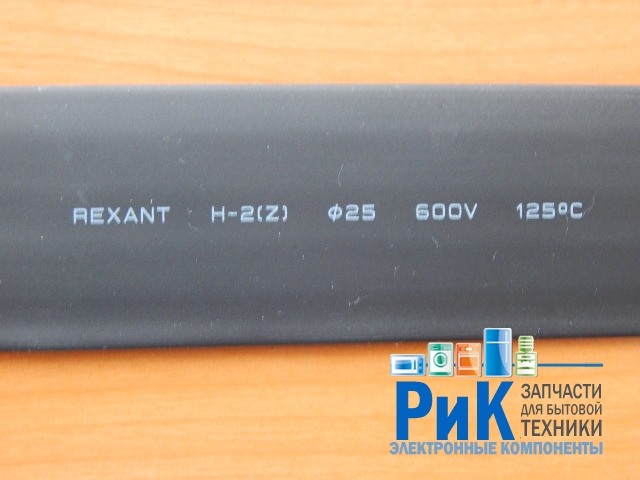 REXANT H-2(Z) Φ25 600V 125ºC
РиК
ЗАПЧАСТИ
ДЛЯ БЫТОВОЙ
ТЕХНИКИ
ЭЛЕКТРОННЫЕ КОМПОНЕНТЫ